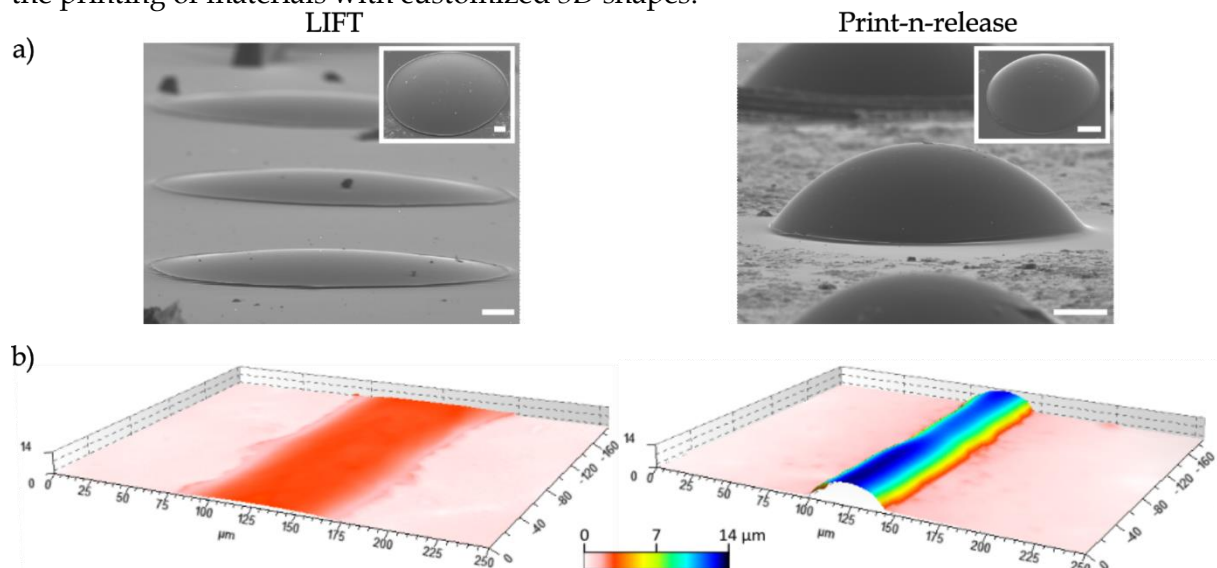 the printing of materials with customized 3D shapes.
LIFT Print-n-release
a)
b)
14
0
0 25 50 75 100 125 150 175 200 225 250
μm
0 -40 -80 -120 -160
14
0
0 25 50 75 100 125 150 175 200 225 250
μm
0 -40 -80 -120 -160
0 7 14 μm